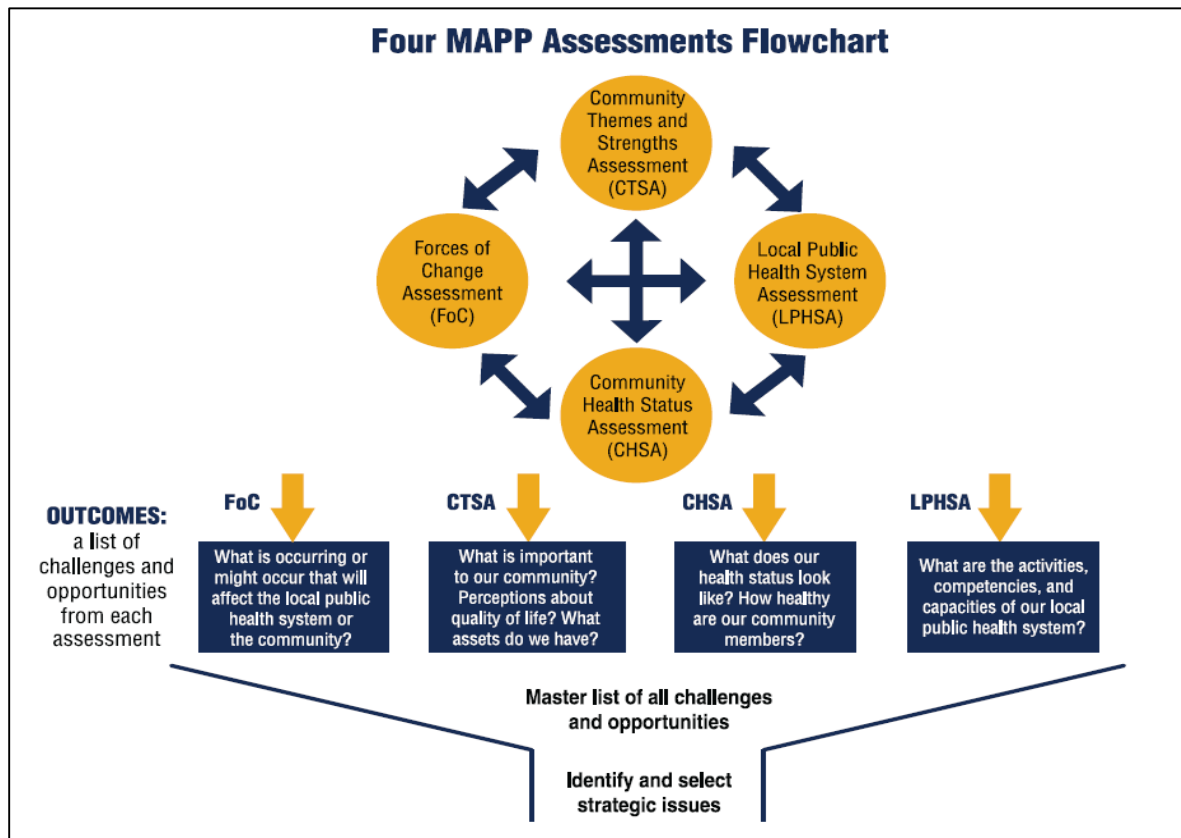 Four MAPP Assessments Flowchart
Community
Themes and
Strengths
Assessment
(CTSA)
Forces of
Change
Assessment
(FoC)
Local Public
Health System
Assessment
(LPHSA)
Community
Health Status
Assessment
(CHSA)
OUTCOMES:
a list of
challenges and
opportunities
from each
assessment
FoC
What is occurring or
might occur that will
affect the local public
health system or
the community?
CTSA
What is important
to our community?
Perceptions about
quality of life? What
assets do we have?
CHSA
What does our
health status look
like? How healthy
are our community
members?
LPHSA
What are the activities,
competencies, and
capacities of our local
public health system?
Master list of all challenges
and opportunities
Identify and select
strategic issues